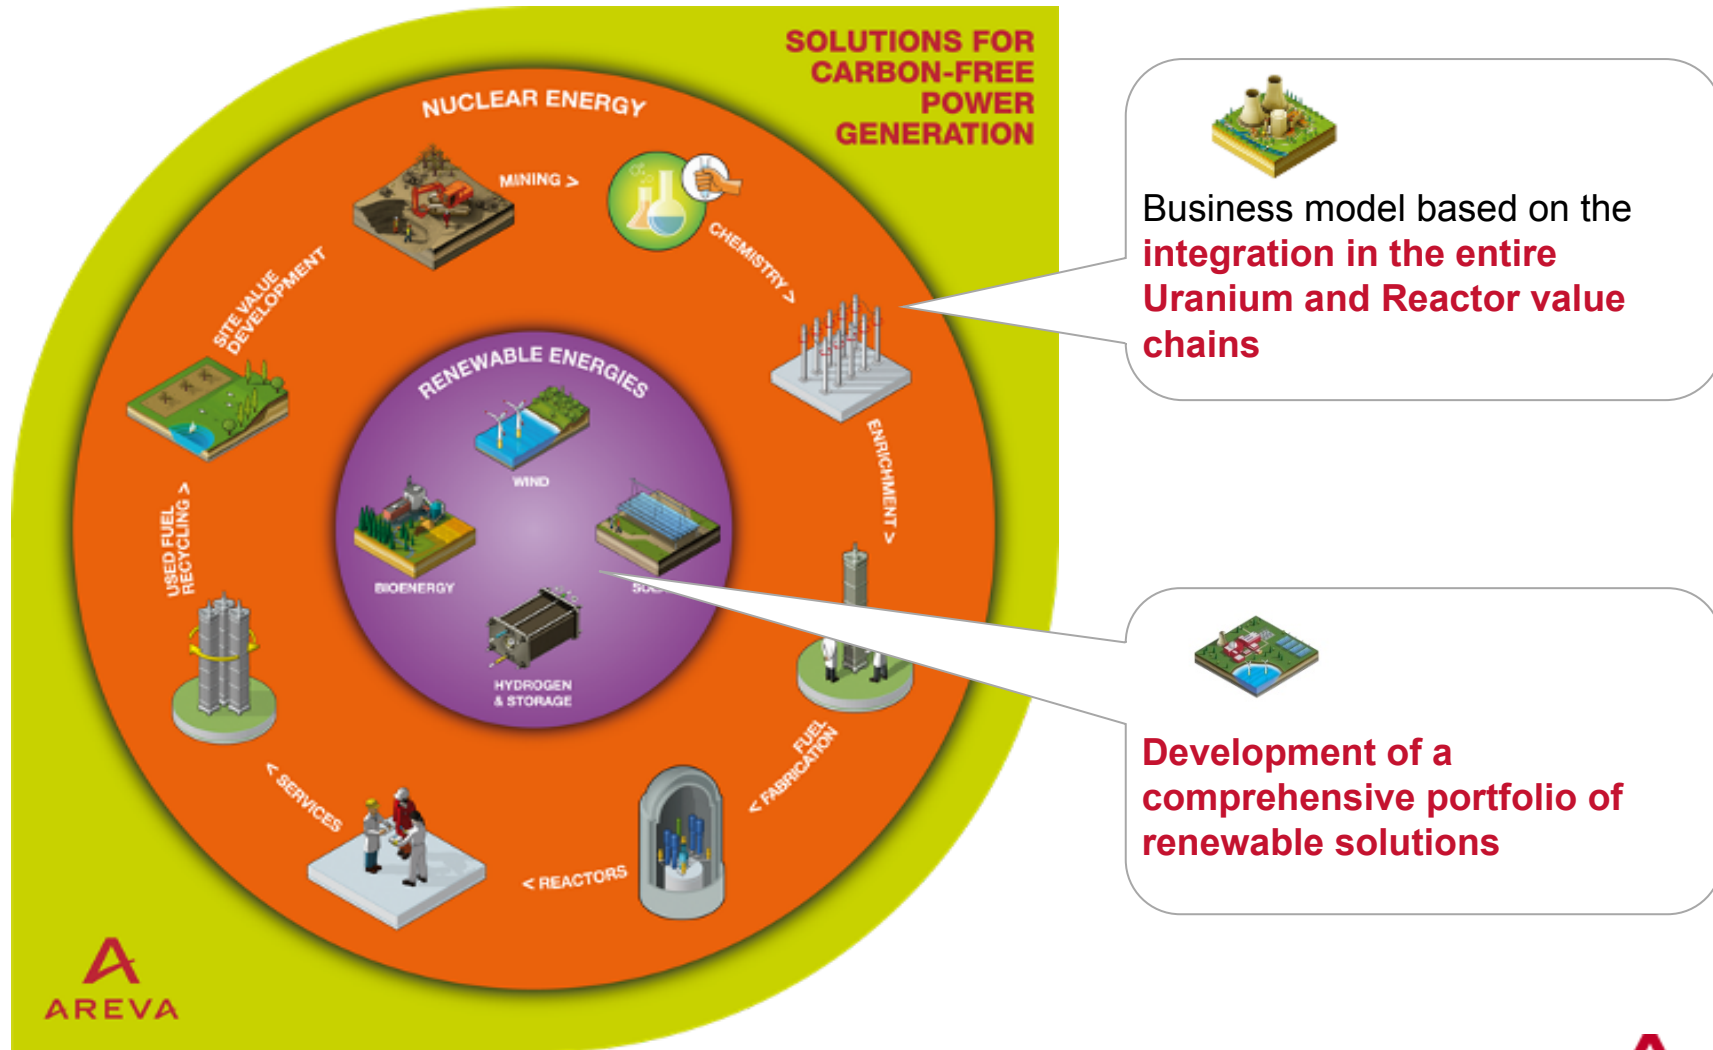 SOLUTIONS FOR
CARBON-FREE
POWER
GENERATION
NUCLEAR ENERGY
MINING >
CHEMISTRY >
ENRICHMENT >
FUEL
< FABRICATION
< REACTORS
< SERVICES
USED FUEL
RECYCLING >
SITE VALUE
DEVELOPMENT
RENEWABLE ENERGIES
WIND
BIOENERGY
HYDROGEN
& STORAGE
AREVA
Business model based on the
integration in the entire
Uranium and Reactor value
chains
Development of a
comprehensive portfolio of
renewable solutions